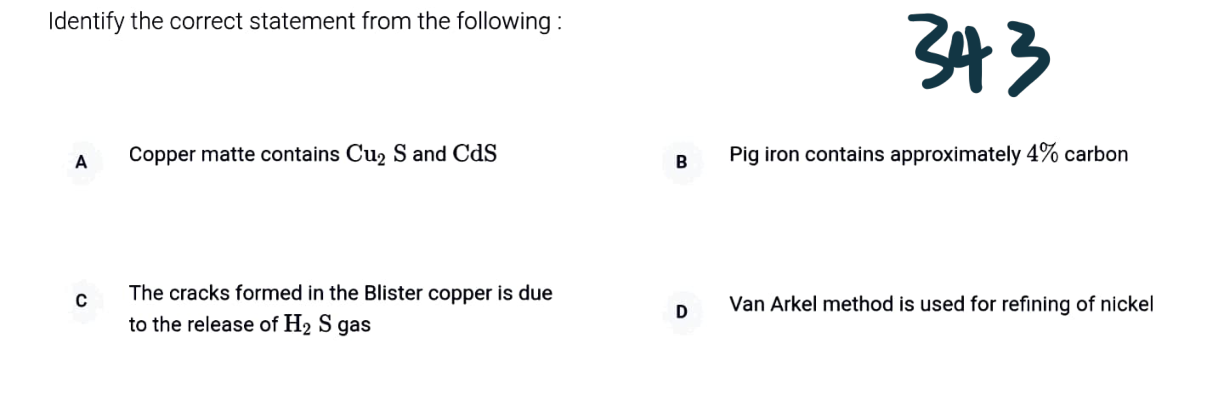 Identify the correct statement from the following :
343
A Copper matte contains Cu₂ S and CdS
B Pig iron contains approximately 4% carbon
C The cracks formed in the Blister copper is due
to the release of H₂ S gas
D Van Arkel method is used for refining of nickel